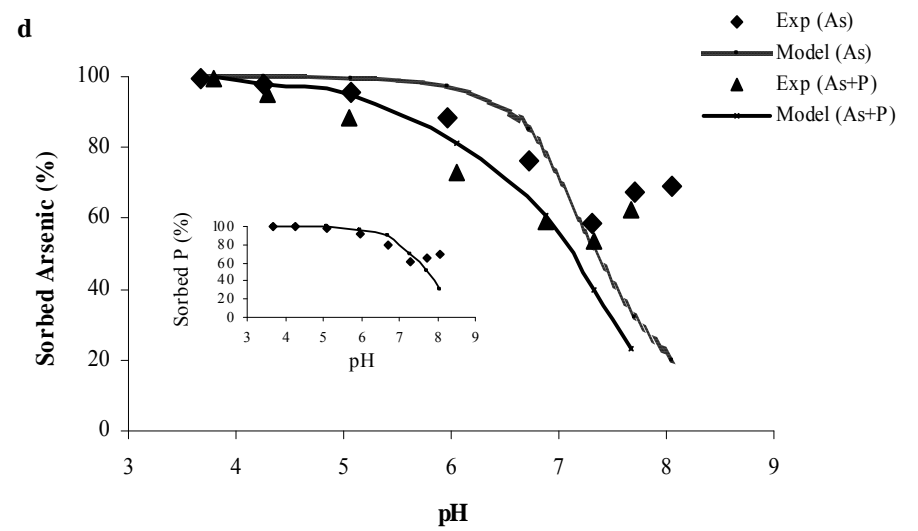 d
Exp (As)
Model (As)
Exp (As+P)
Model (As+P)
Sorbed Arsenic (%)
100
80
60
40
20
0
3 4 5 6 7 8 9
pH
Sorbed P (%)
100
80
60
40
20
0
3 4 5 6 7 8 9
pH